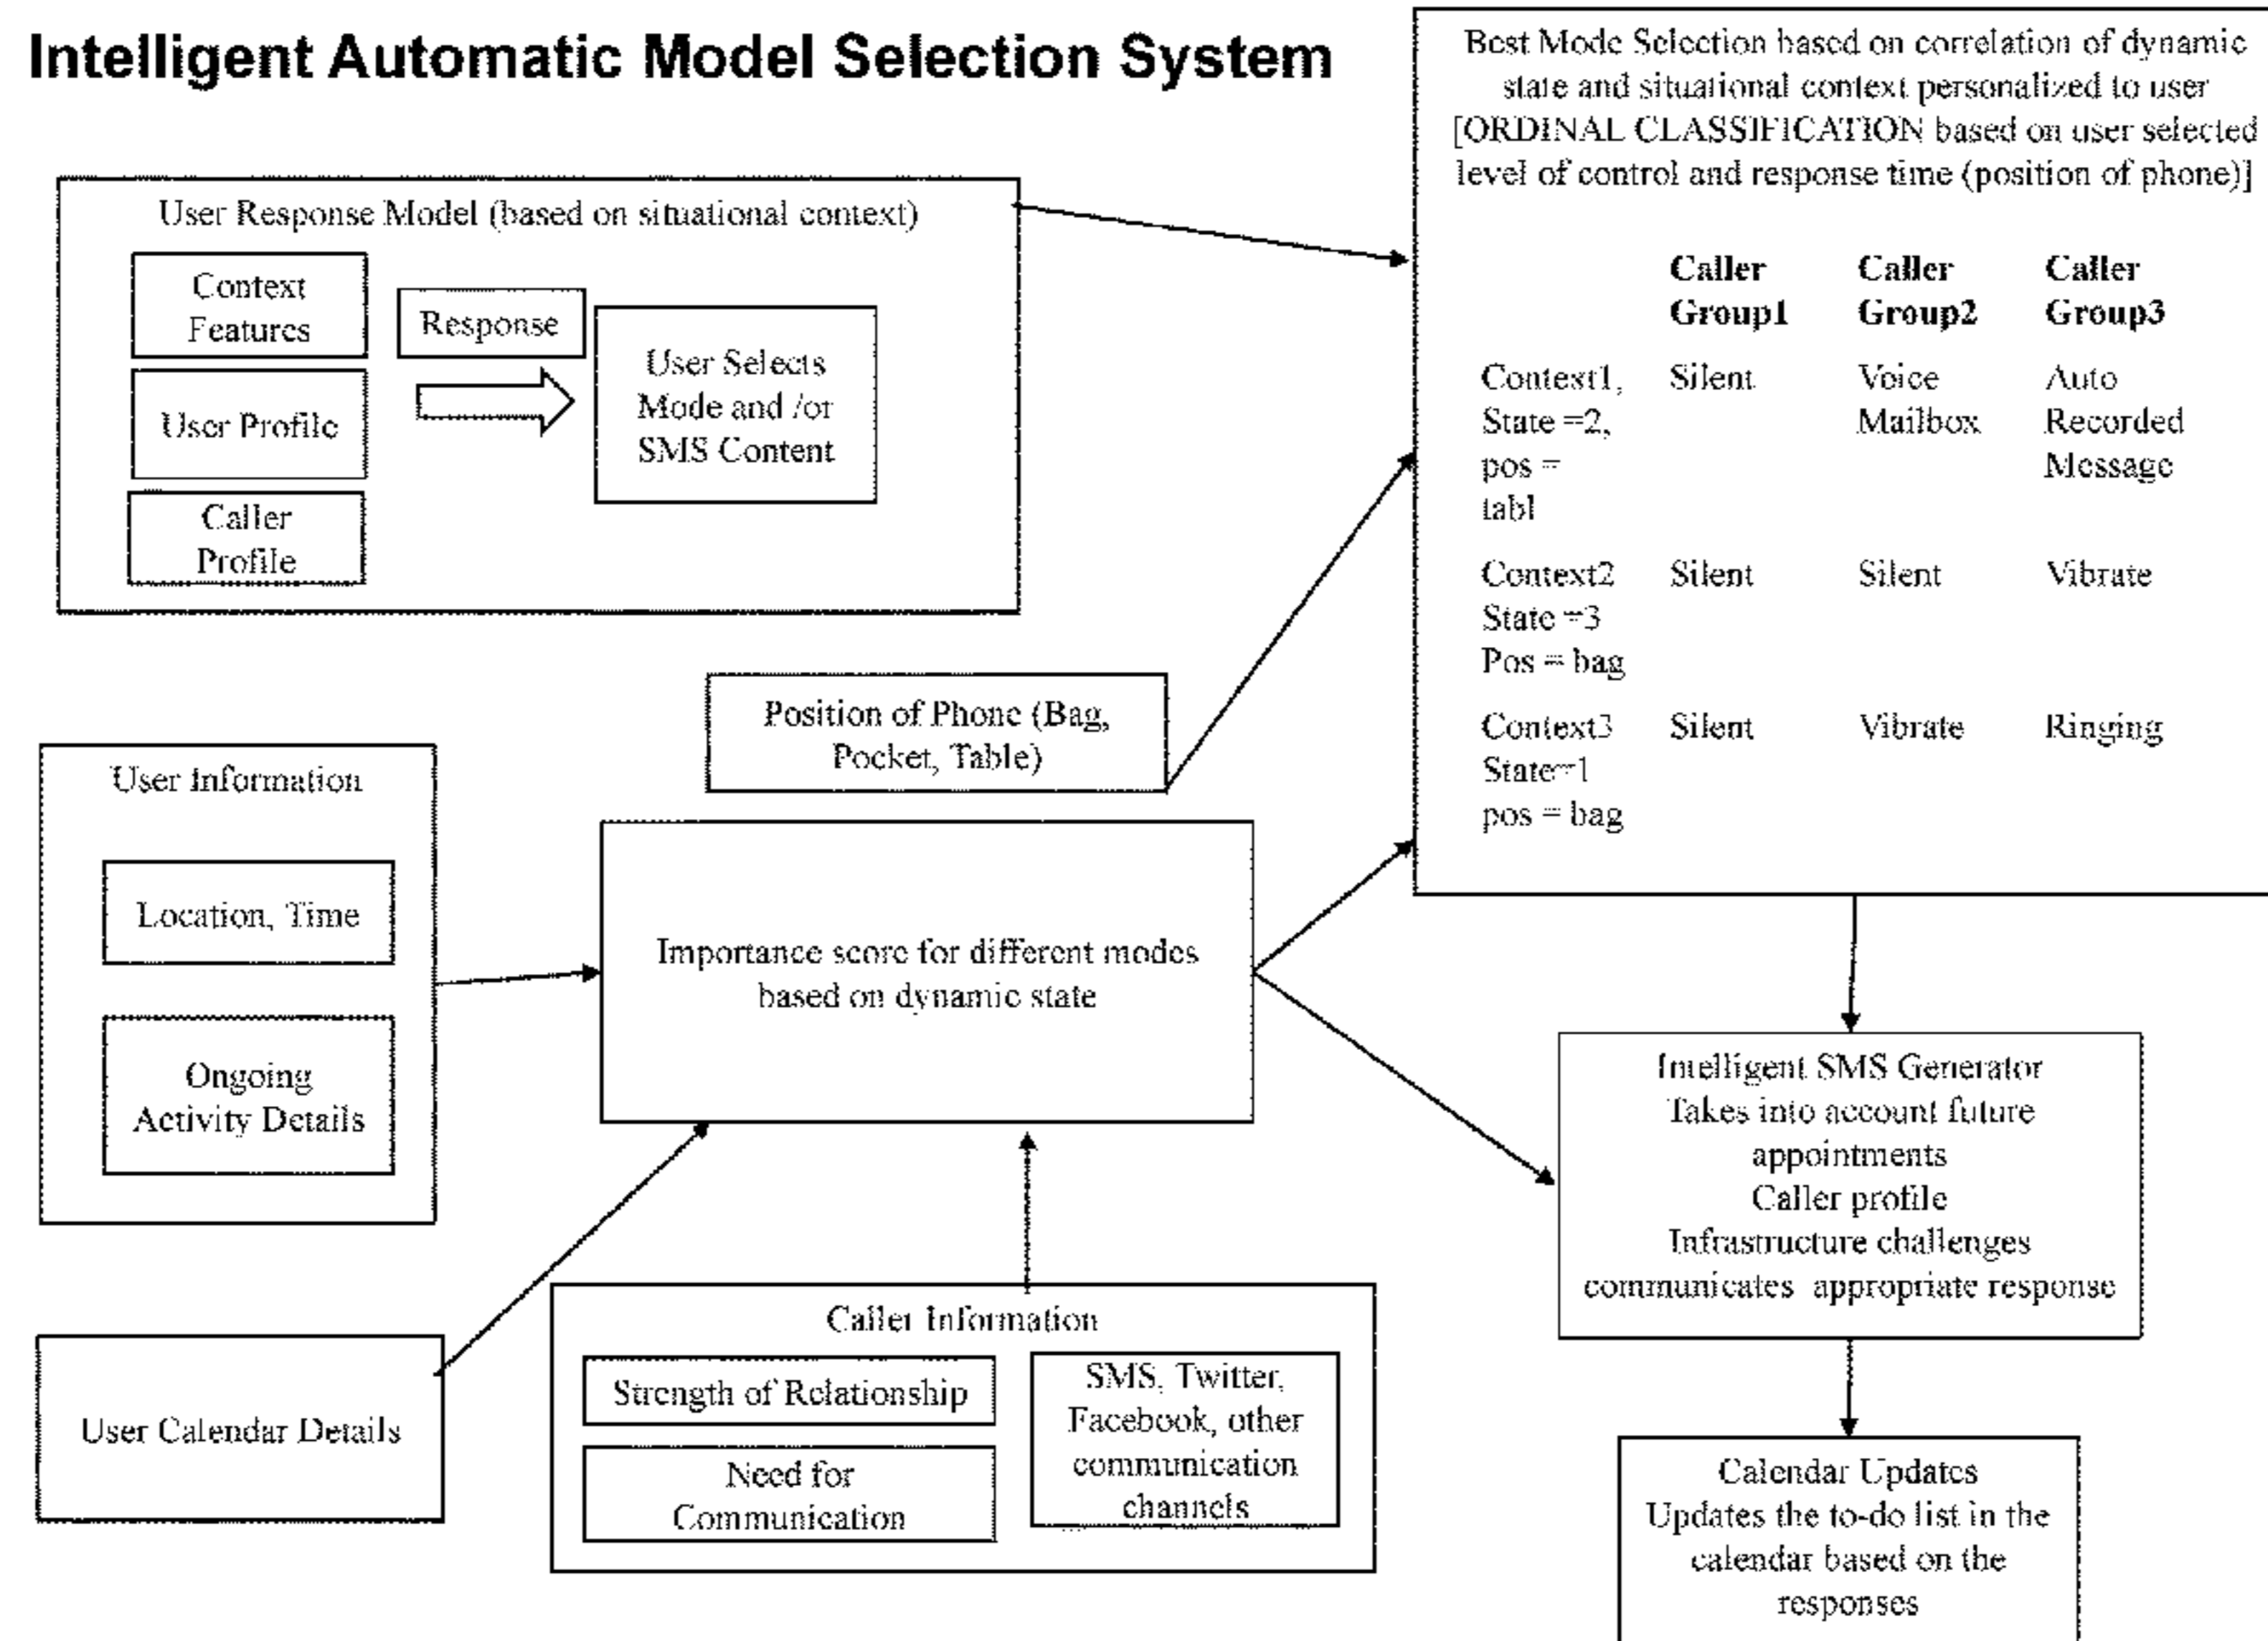 Intelligent Automatic Model Selection System
User Response Model (based on situational context)
Context
Features
User Profile
Caller
Profile
Response
User Selects
Mode and /or
SMS Content
Position of Phone (Bag,
Pocket, Table)
User Information
Location, Time
Ongoing
Activity Details
User Calendar Details
Importance score for different modes
based on dynamic state
Caller Information
Strength of Relationship
Need for
Communication
SMS, Twitter,
Facebook, other
communication
channels
Best Mode Selection based on correlation of dynamic
state and situational context personalized to user
[ORDINAL CLASSIFICATION based on user selected
level of control and response time (position of phone)]
Caller Caller Caller
Group1 Group2 Group3
Context1, Silent Voice Auto
State =2, Mailbox Recorded
pos = Message
tabl
Context2 Silent Silent Vibrate
State =3
Pos = bag
Context3 Silent Vibrate Ringing
State=1
pos = bag
Intelligent SMS Generator
Takes into account future
appointments
Caller profile
Infrastructure challenges
communicates appropriate response
Calendar Updates
Updates the to-do list in the
calendar based on the
responses